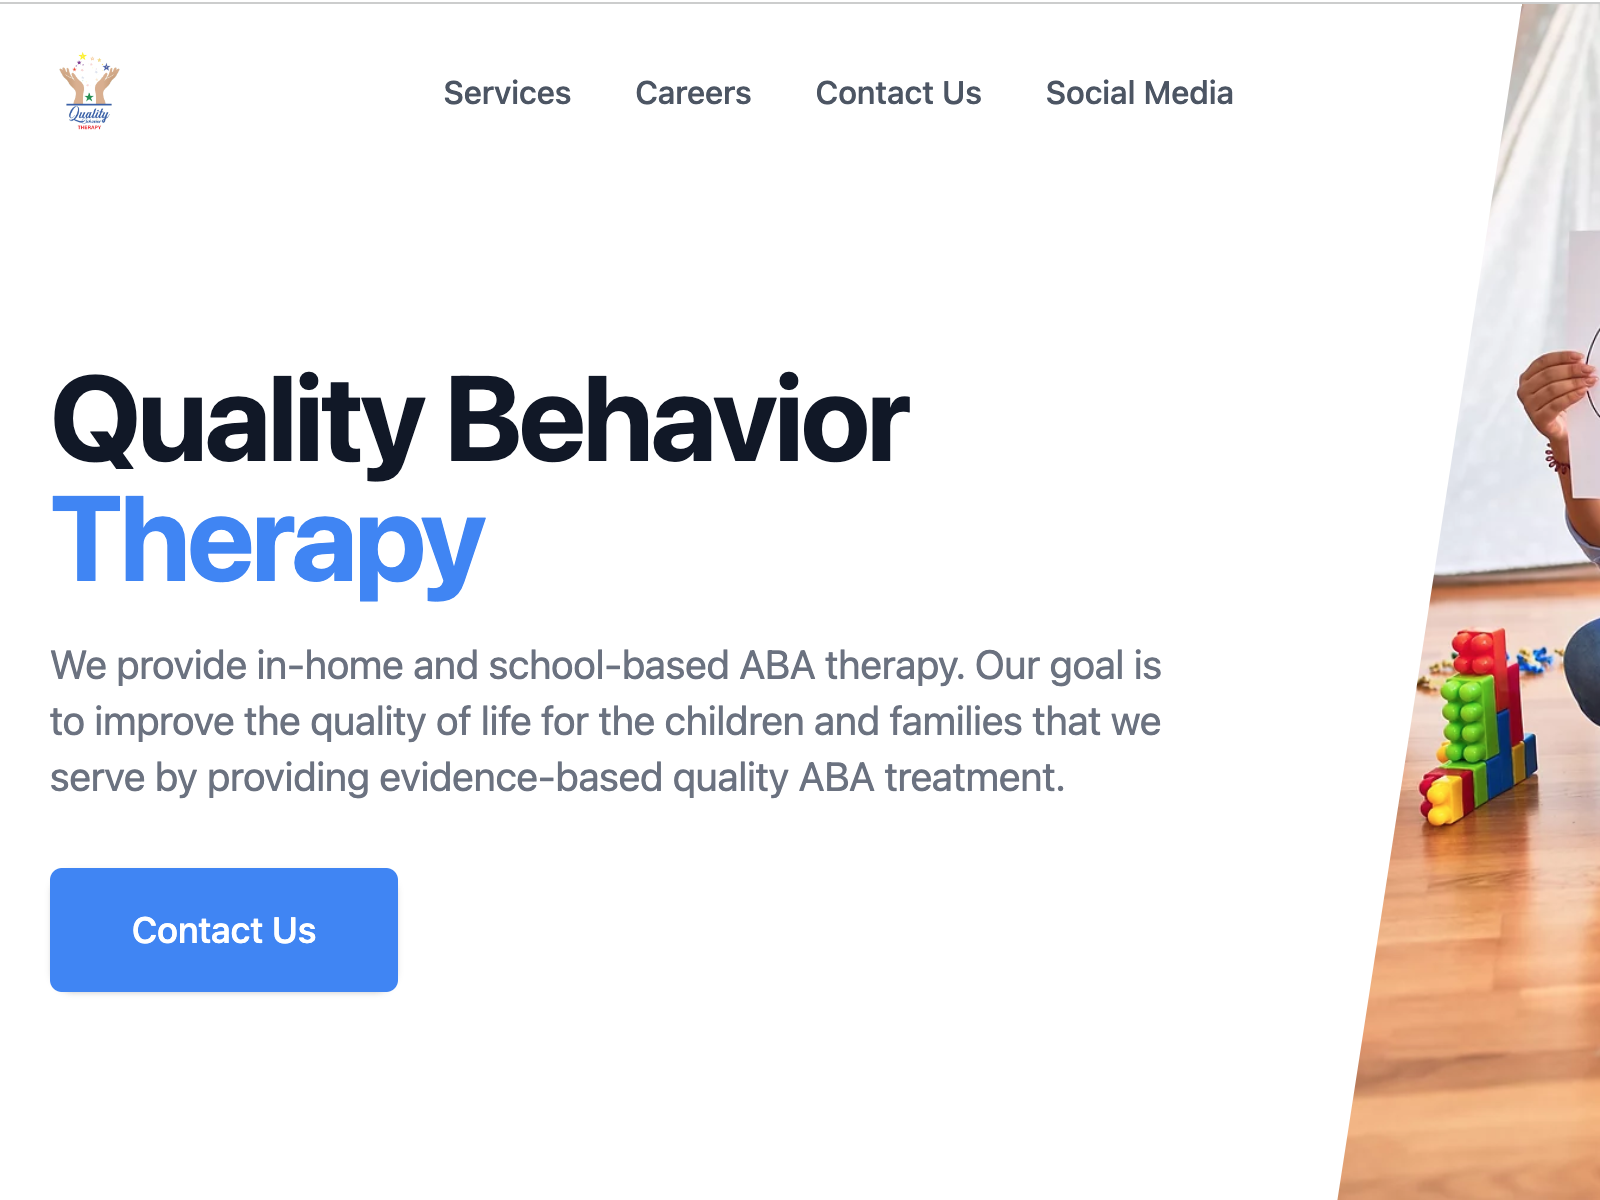 Quality
THERAPY
Services Careers Contact Us Social Media
Quality Behavior
Therapy
We provide in-home and school-based ABA therapy. Our goal is
to improve the quality of life for the children and families that we
serve by providing evidence-based quality ABA treatment.
Contact Us